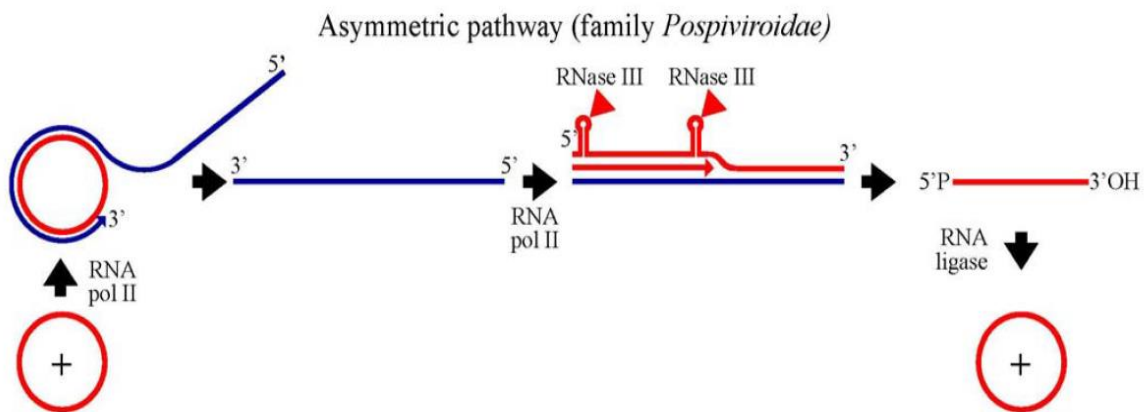 Asymmetric pathway (family Pospiviroidae)
5'
3'
RNA
pol II
+
3'
5'
RNA
pol II
RNase III
RNase III
5'
3'
5'P
3'OH
RNA
ligase
+